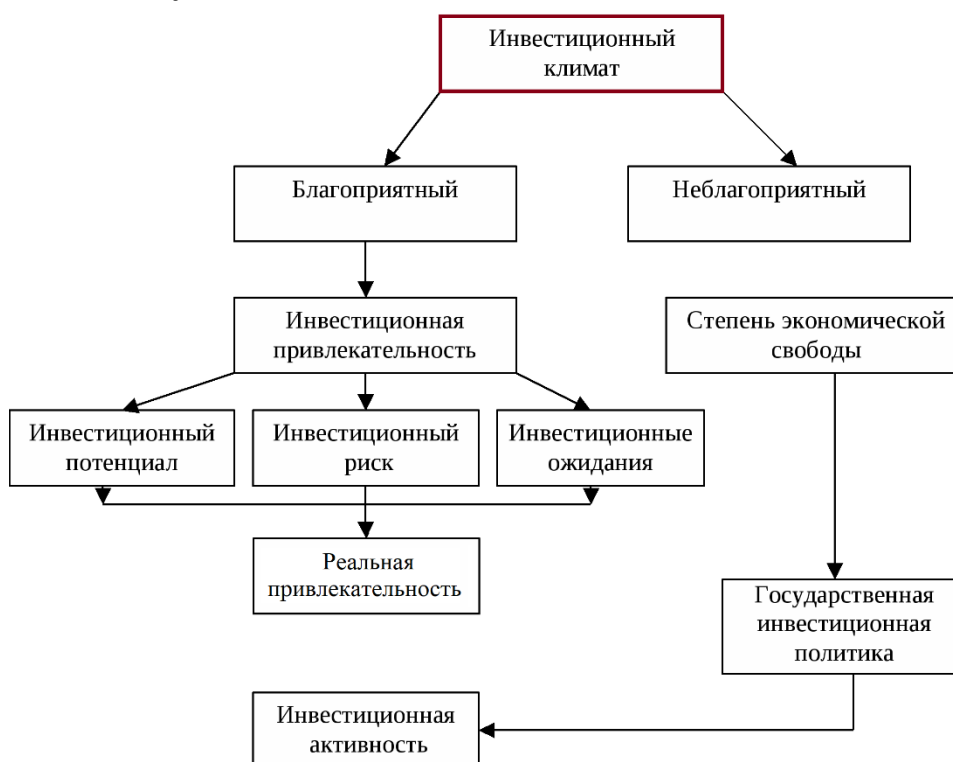 Инвестиционный
климат
Благоприятный
Неблагоприятный
Инвестиционная
привлекательность
Степень экономической
свободы
Инвестиционный
потенциал
Инвестиционный
риск
Инвестиционные
ожидания
Реальная
привлекательность
Государственная
инвестиционная
политика
Инвестиционная
активность